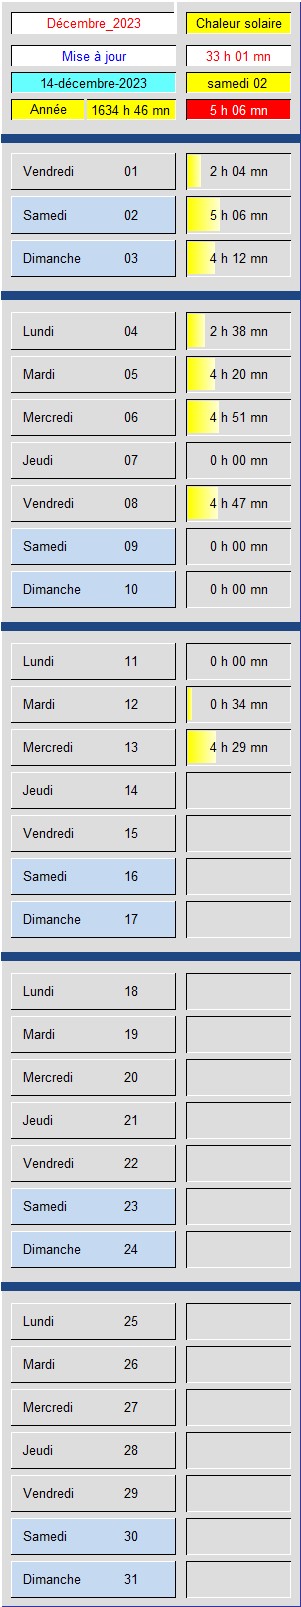 Décembre_2023 Chaleur solaire
Mise à jour 33 h 01 mn
14-décembre-2023 samedi 02
Année 1634 h 46 mn 5 h 06 mn
Vendredi 01 2 h 04 mn
Samedi 02 5 h 06 mn
Dimanche 03 4 h 12 mn
Lundi 04 2 h 38 mn
Mardi 05 4 h 20 mn
Mercredi 06 4 h 51 mn
Jeudi 07 0 h 00 mn
Vendredi 08 4 h 47 mn
Samedi 09 0 h 00 mn
Dimanche 10 0 h 00 mn
Lundi 11 0 h 00 mn
Mardi 12 0 h 34 mn
Mercredi 13 4 h 29 mn
Jeudi 14
Vendredi 15
Samedi 16
Dimanche 17
Lundi 18
Mardi 19
Mercredi 20
Jeudi 21
Vendredi 22
Samedi 23
Dimanche 24
Lundi 25
Mardi 26
Mercredi 27
Jeudi 28
Vendredi 29
Samedi 30
Dimanche 31